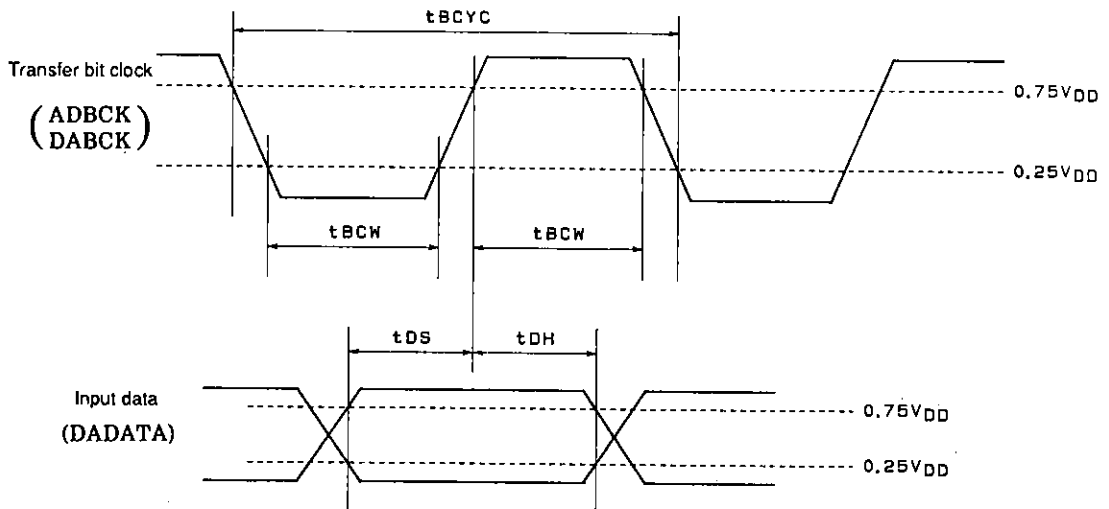 tBCYC
Transfer bit clock
(ADBCK
DABCK)
0.75VDD
0.25VDD
tBCW
tBCW
tDS
tDH
Input data
(DADATA)
0.75VDD
0.25VDD